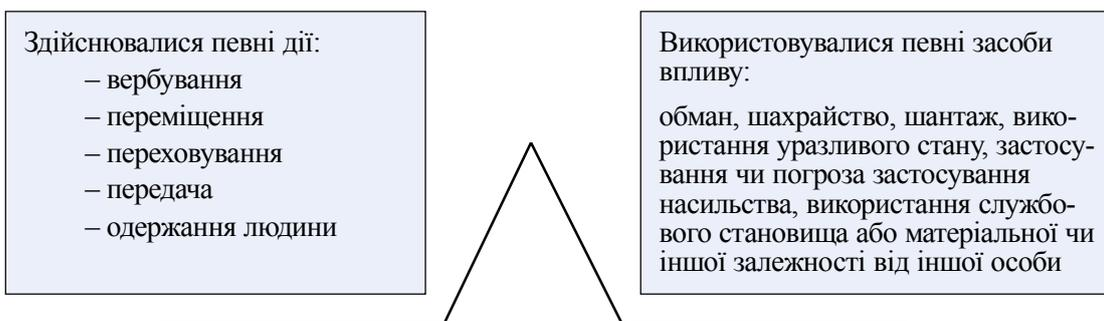 Здійснювалися певні дії:
– вербування
– переміщення
– переховування
– передача
– одержання людини
Використовувалися певні засоби
впливу:
обман, шахрайство, шантаж, вико-
ристання уразливого стану, застосу-
вання чи погроза застосування
насильства, використання службо-
вого становища або матеріальної чи
іншої залежності від іншої особи